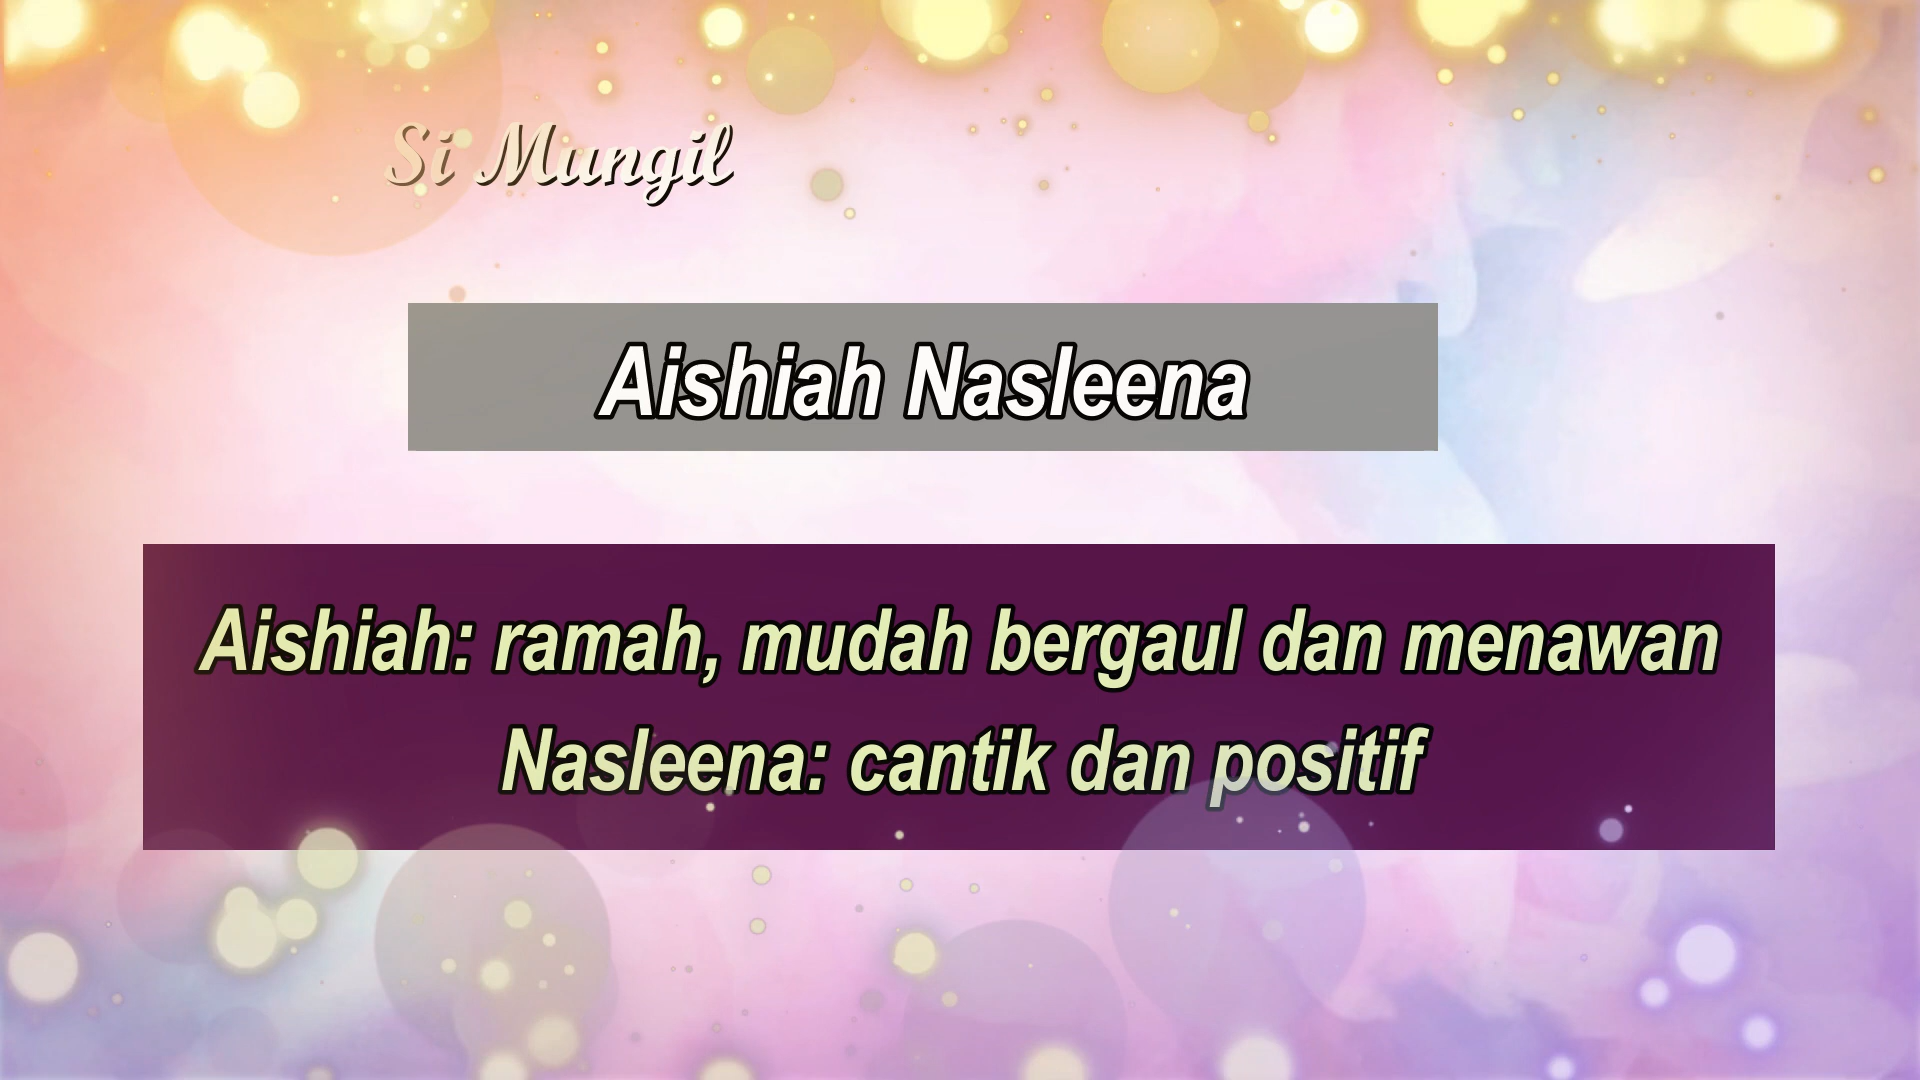 Si Mungil
Aishiah Nasleena
Aishiah: ramah, mudah bergaul dan menawan
Nasleena: cantik dan positif